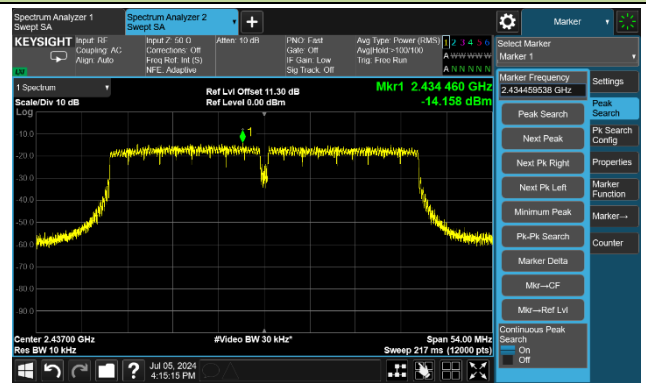 Spectrum Analyzer 1
Swept SA
Spectrum Analyzer 2
Swept SA
Marker
KEYSIGHT
Input: RF
Coupling: AC
Align: Auto
Input Z: 50 Ω
Corrections: Off
Freq Ref: Int (S)
NFE: Adaptive
Atten: 10 dB
PNO: Fast
Gate: Off
IF Gain: Low
Sig Track: Off
Avg Type: Power (RMS)
Avg|Hold:>100/100
Trig: Free Run
1 2 3 4 5 6
A W W W W W
A N N N N N
Select Marker
Marker 1
LU
1 Spectrum
Scale/Div 10 dB
Log
Ref Lvl Offset 11.30 dB
Ref Level 0.00 dBm
Mkr1 2.434 460 GHz
-14.158 dBm
1
-10.0
-20.0
-30.0
-40.0
-50.0
-60.0
-70.0
-80.0
-90.0
Center 2.43700 GHz
Res BW 10 kHz
#Video BW 30 kHz*
Span 54.00 MHz
Sweep 217 ms (12000 pts)
Marker Frequency
2.434459538 GHz
Peak Search
Next Peak
Next Pk Right
Next Pk Left
Minimum Peak
Pk-Pk Search
Marker Delta
Mkr→CF
Mkr→Ref Lvl
Continuous Peak
Search
On
Off
Settings
Peak
Search
Pk Search
Config
Properties
Marker
Function
Marker→
Counter
?
Jul 05, 2024
4:15:15 PM